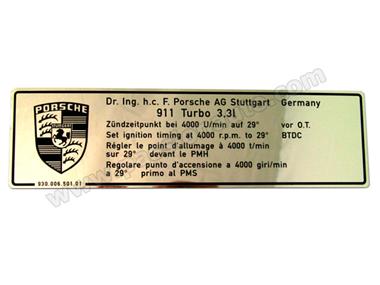 PORSCHE
Dr. Ing. h.c. F. Porsche AG Stuttgart Germany
911 Turbo 3,3l
Zündzeitpunkt bei 4000 U/min auf 29° vor O.T.
Set ignition timing at 4000 r.p.m. to 29° BTDC
Régler le point d'allumage à 4000 t/min
sur 29° devant le PMH
Regolare punto d'accensione a 4000 giri/min
a 29° primo al PMS
930.006.501.01